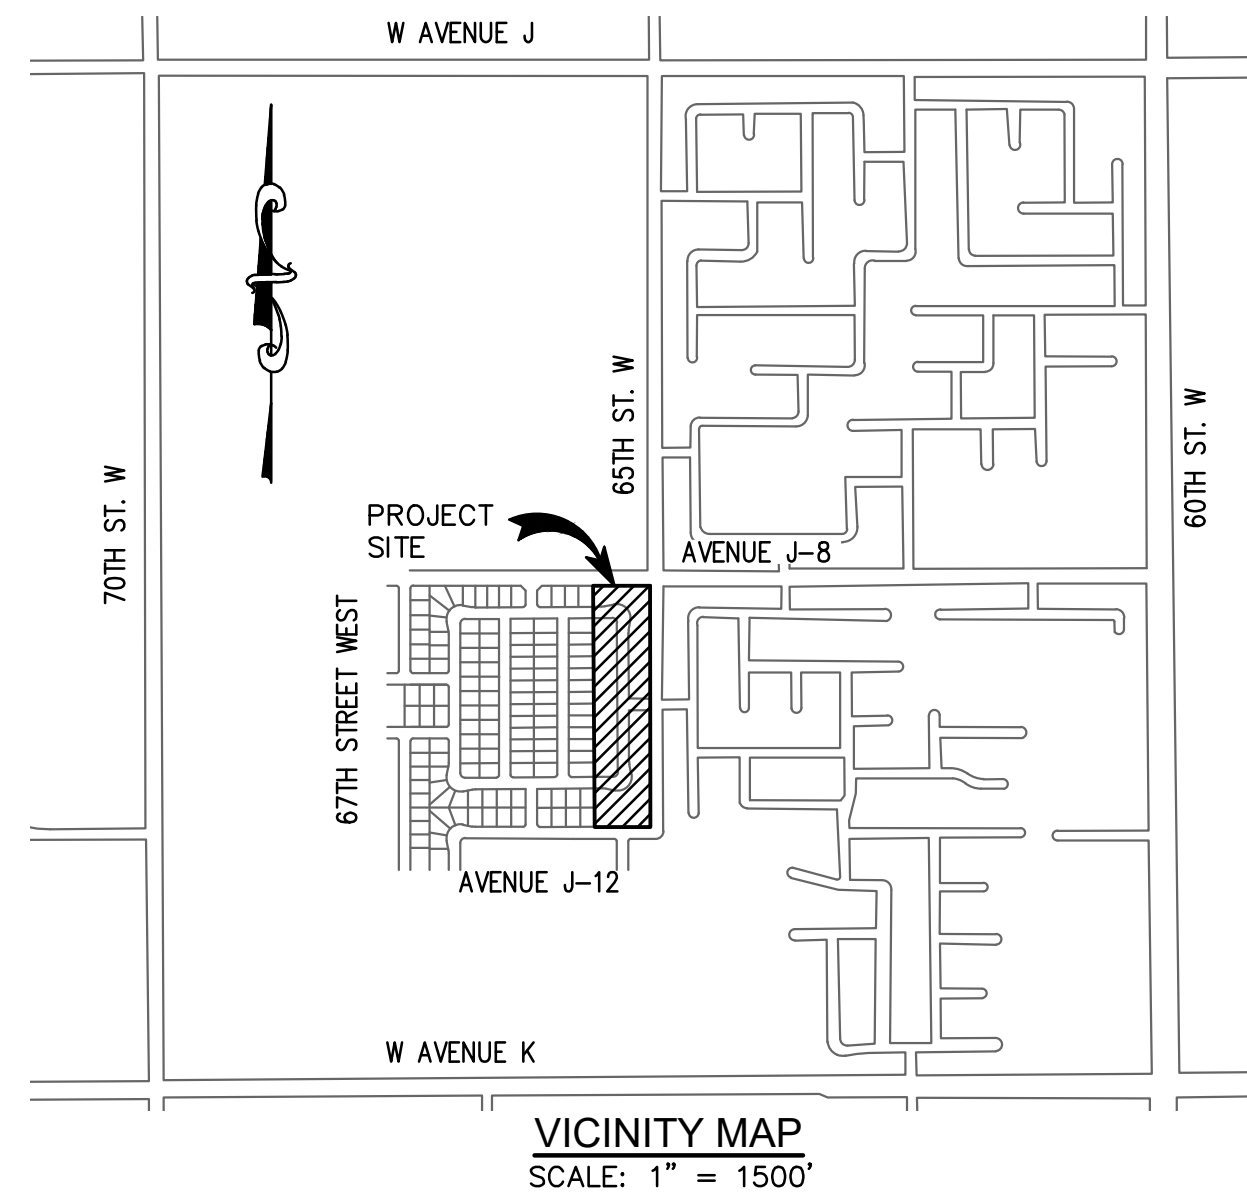 W AVENUE J
65TH ST. W
60TH ST. W
70TH ST. W
PROJECT
SITE
AVENUE J-8
67TH STREET WEST
AVENUE J-12
W AVENUE K
VICINITY MAP
SCALE: 1" = 1500'